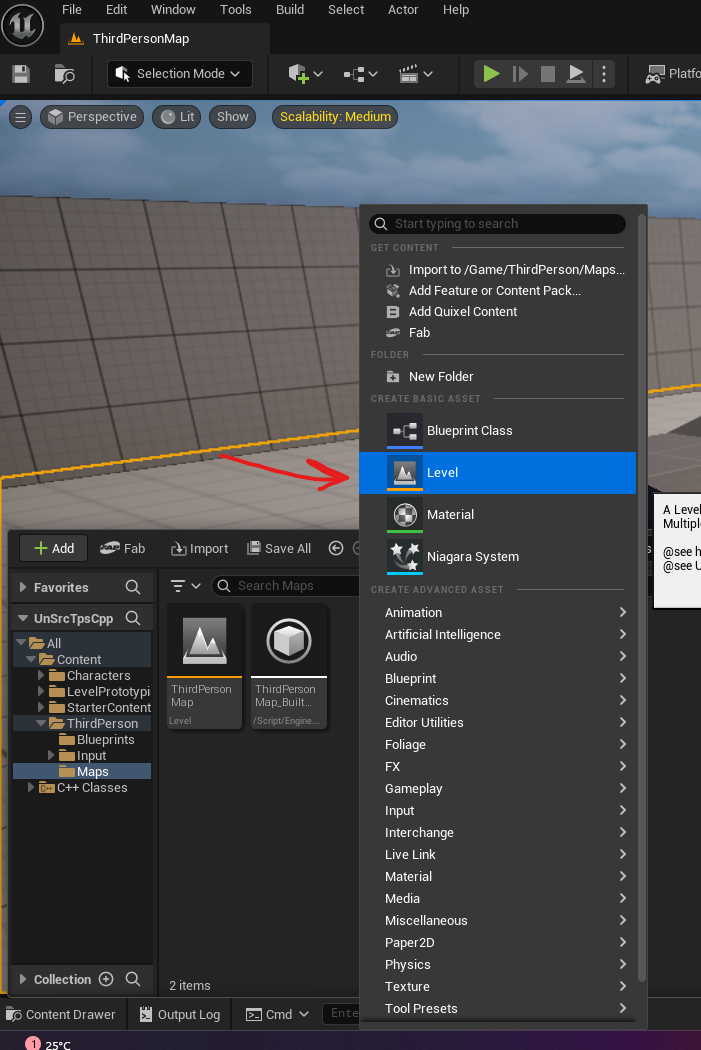 File Edit Window Tools Build Select Actor Help
ThirdPersonMap
Selection Mode
Platfo
Perspective
Lit
Show
Scalability: Medium
Start typing to search
GET CONTENT
Import to /Game/ThirdPerson/Maps...
Add Feature or Content Pack...
Add Quixel Content
Fab
FOLDER
New Folder
CREATE BASIC ASSET
Blueprint Class
Level
Material
Niagara System
CREATE ADVANCED ASSET
Animation
Artificial Intelligence
Audio
Blueprint
Cinematics
Editor Utilities
Foliage
FX
Gameplay
Input
Interchange
Live Link
Material
Media
Miscellaneous
Paper2D
Physics
Texture
Tool Presets
A Level
Multiple
@see h
@see U
Add
Fab
Import
Save All
s
Favorites
Search Maps
UnSrcTpsCpp
All
Content
Characters
LevelPrototypi
StarterContent
ThirdPerson
Blueprints
Input
Maps
C++ Classes
ThirdPerson
Map
Level
ThirdPerson
Map_Built...
/Script/Engine....
Collection
2 items
Content Drawer
Output Log
Cmd
Ente
1
25°C